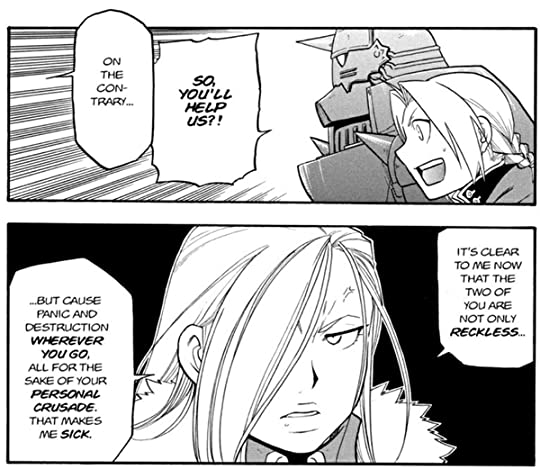 SO,
YOU'LL
HELP
US?!
ON
THE
CON-
TRARY...
IT'S CLEAR
TO ME NOW
THAT THE
TWO OF
YOU ARE
NOT ONLY
RECKLESS...
...BUT CAUSE
PANIC AND
DESTRUCTION
WHEREVER
YOU GO,
ALL FOR THE
SAKE OF YOUR
PERSONAL
CRUSADE.
THAT MAKES
ME SICK.